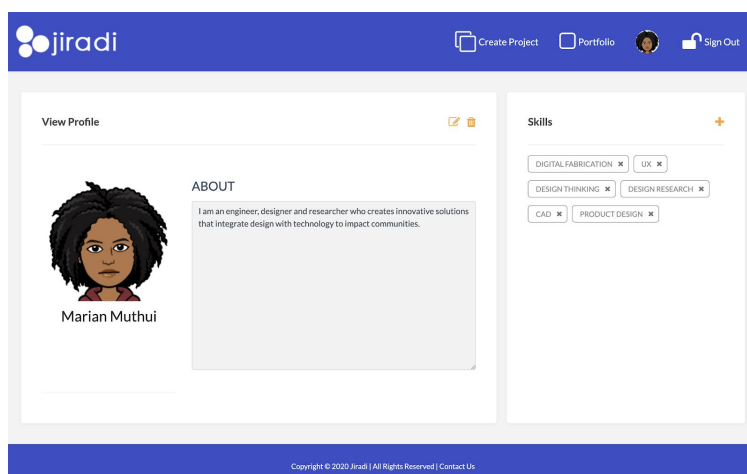 jiradi
Create Project
Portfolio
Sign Out
View Profile
ABOUT
I am an engineer, designer and researcher who creates innovative solutions
that integrate design with technology to impact communities.
Marian Muthui
Skills
DIGITAL FABRICATION
UX
DESIGN THINKING
DESIGN RESEARCH
CAD
PRODUCT DESIGN
Copyright © 2020 Jiradi | All Rights Reserved | Contact Us